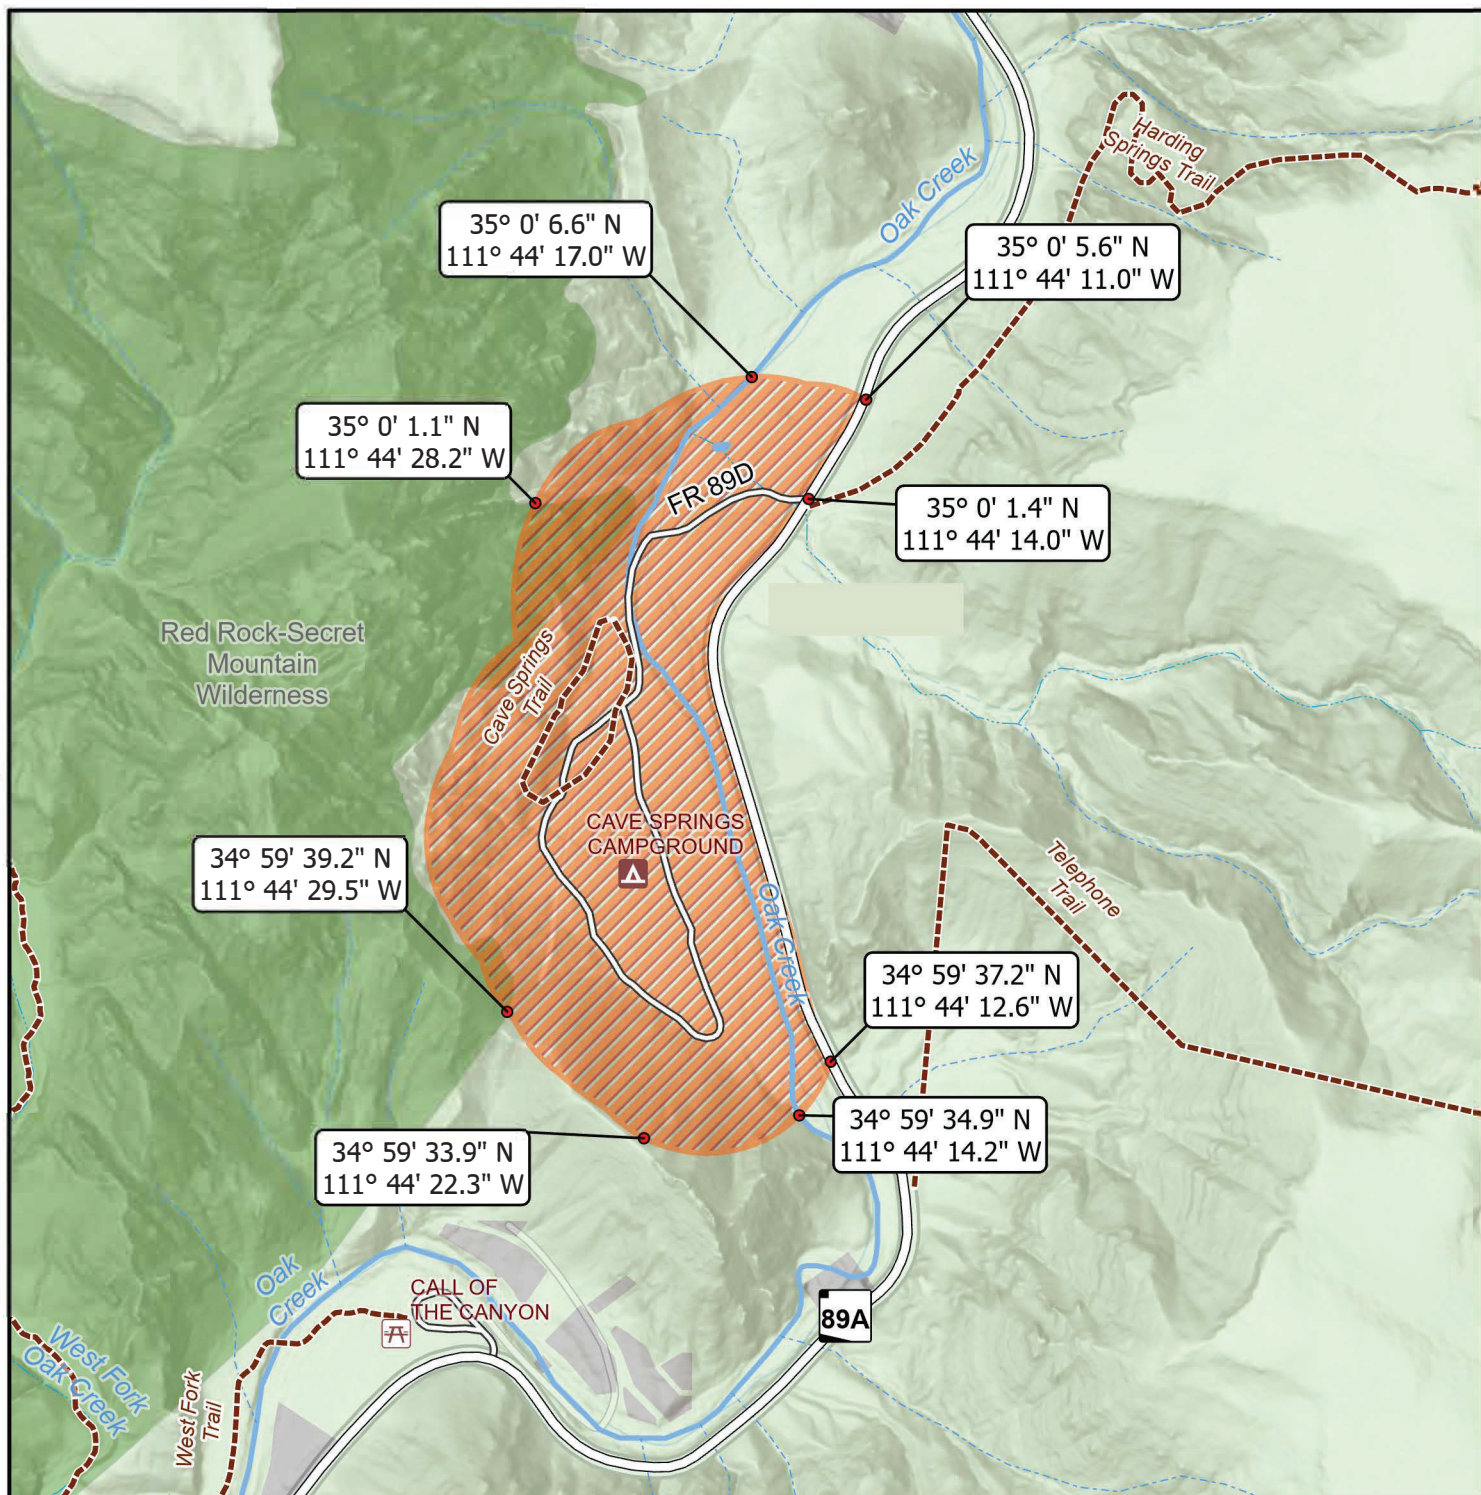 Harding
Springs Trail
Oak Creek
35° 0' 6.6" N
111° 44' 17.0" W
35° 0' 5.6" N
111° 44' 11.0" W
35° 0' 1.1" N
111° 44' 28.2" W
FR 89D
35° 0' 1.4" N
111° 44' 14.0" W
Red Rock-Secret
Mountain
Wilderness
Cave Springs
Trail
CAVE SPRINGS
CAMPGROUND
34° 59' 39.2" N
111° 44' 29.5" W
Telephone
Trail
Oak Creek
34° 59' 37.2" N
111° 44' 12.6" W
34° 59' 34.9" N
111° 44' 14.2" W
34° 59' 33.9" N
111° 44' 22.3" W
Oak
Creek
CALL OF
THE CANYON
89A
West Fork
Oak Creek
West Fork
Trail